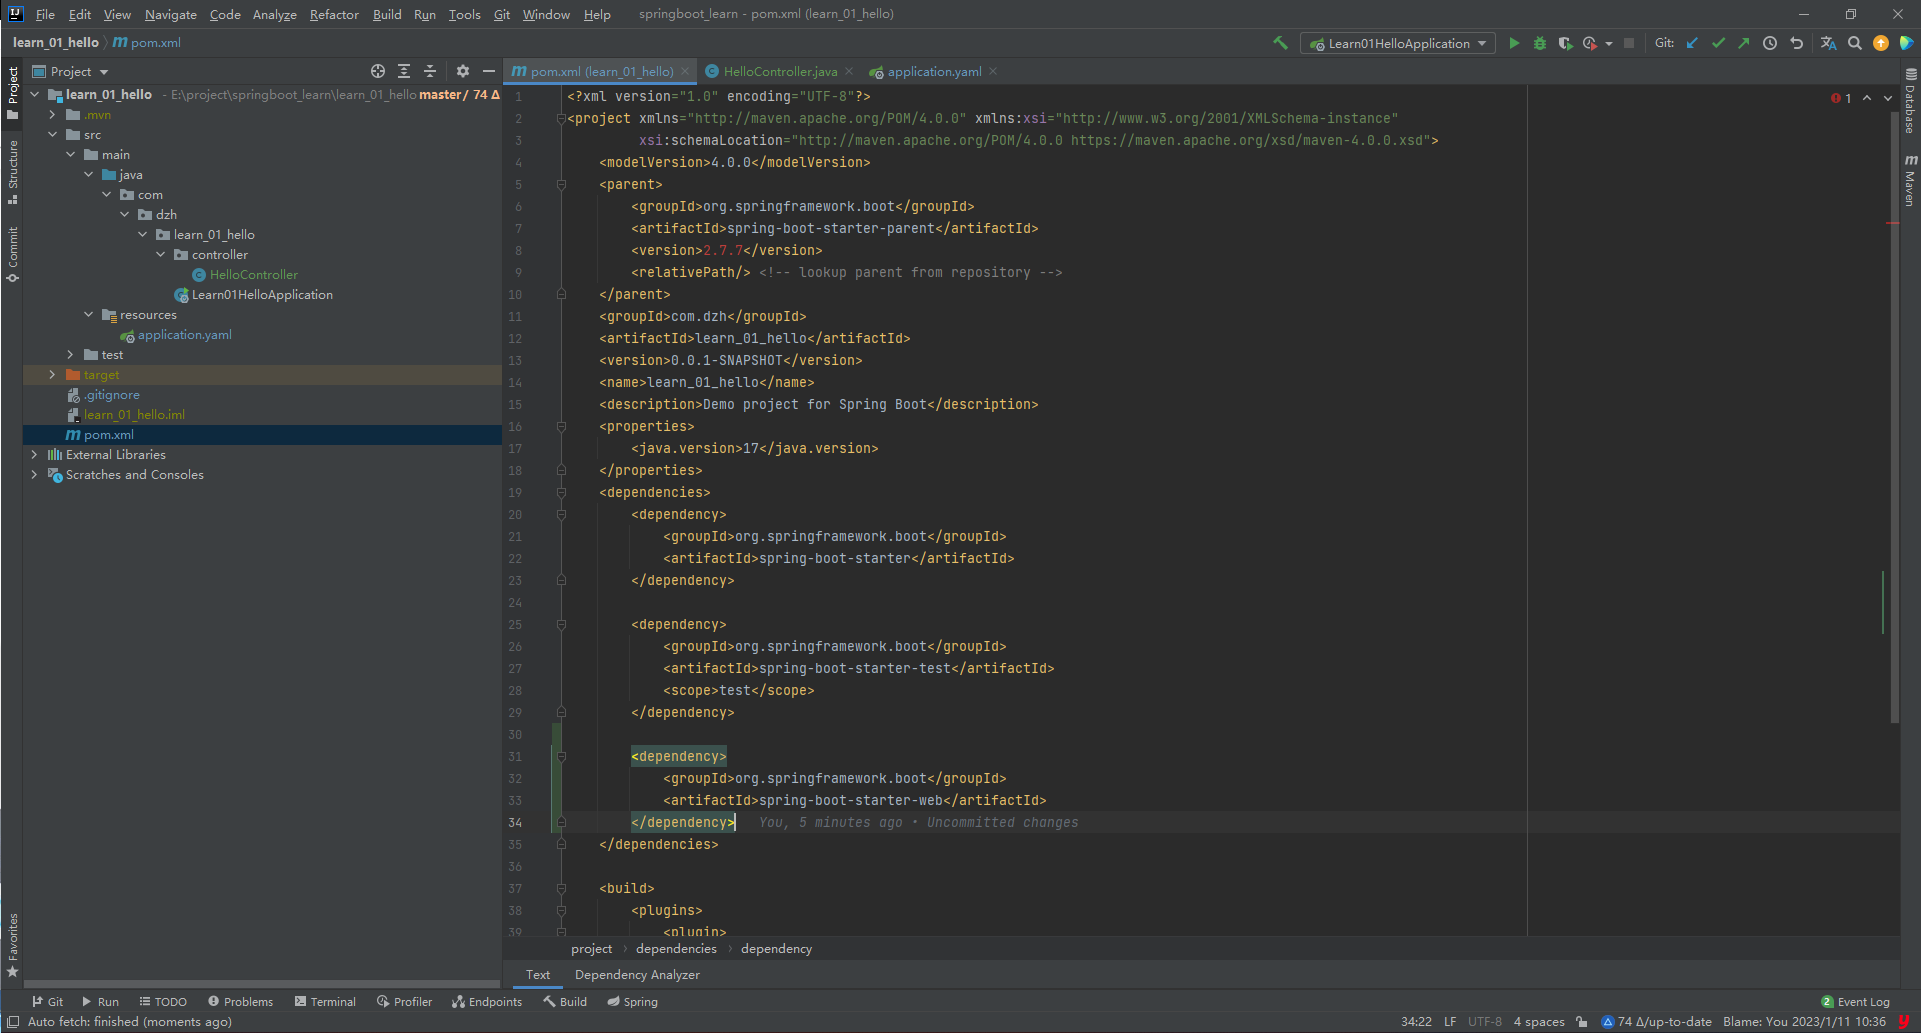 File Edit View Navigate Code Analyze Refactor Build Run Tools Git Window Help springboot_learn - pom.xml (learn_01_hello)
learn_01_hello pom.xml Learn01HelloApplication Git:
Project
pom.xml (learn_01_hello) HelloController.java application.yaml
Project
Structure
Commit
Favorites
learn_01_hello - E:\project\springboot_learn\learn_01_hello master/ 74 Δ
.mvn
src
main
java
com
dzh
learn_01_hello
controller
HelloController
Learn01HelloApplication
resources
application.yaml
test
target
.gitignore
learn_01_hello.iml
pom.xml
External Libraries
Scratches and Consoles
1 <?xml version="1.0" encoding="UTF-8"?>
2 <project xmlns="http://maven.apache.org/POM/4.0.0" xmlns:xsi="http://www.w3.org/2001/XMLSchema-instance"
3 xsi:schemaLocation="http://maven.apache.org/POM/4.0.0 https://maven.apache.org/xsd/maven-4.0.0.xsd">
4 <modelVersion>4.0.0</modelVersion>
5 <parent>
6 <groupId>org.springframework.boot</groupId>
7 <artifactId>spring-boot-starter-parent</artifactId>
8 <version>2.7.7</version>
9 <relativePath/> <!-- lookup parent from repository -->
10 </parent>
11 <groupId>com.dzh</groupId>
12 <artifactId>learn_01_hello</artifactId>
13 <version>0.0.1-SNAPSHOT</version>
14 <name>learn_01_hello</name>
15 <description>Demo project for Spring Boot</description>
16 <properties>
17 <java.version>17</java.version>
18 </properties>
19 <dependencies>
20 <dependency>
21 <groupId>org.springframework.boot</groupId>
22 <artifactId>spring-boot-starter</artifactId>
23 </dependency>
24
25 <dependency>
26 <groupId>org.springframework.boot</groupId>
27 <artifactId>spring-boot-starter-test</artifactId>
28 <scope>test</scope>
29 </dependency>
30
31 <dependency>
32 <groupId>org.springframework.boot</groupId>
33 <artifactId>spring-boot-starter-web</artifactId>
34 </dependency> You, 5 minutes ago • Uncommitted changes
35 </dependencies>
36
37 <build>
38 <plugins>
39 <plugin>
1
Database
Maven
project dependencies dependency
Text Dependency Analyzer
Git Run TODO Problems Terminal Profiler Endpoints Build Spring 2 Event Log
Auto fetch: finished (moments ago) 34:22 LF UTF-8 4 spaces 74 Δ/up-to-date Blame: You 2023/1/11 10:36